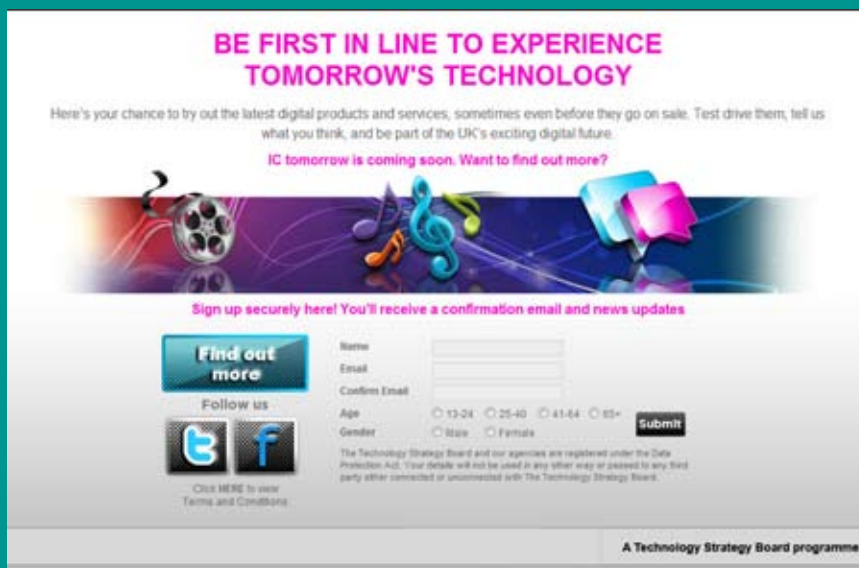 BE FIRST IN LINE TO EXPERIENCE
TOMORROW'S TECHNOLOGY
Here's your chance to try out the latest digital products and services, sometimes even before they go on sale. Test drive them, tell us
what you think, and be part of the UK's exciting digital future.
IC tomorrow is coming soon. Want to find out more?
Sign up securely here! You'll receive a confirmation email and news updates
Find out
more
Follow us
Click HERE to view
Terms and Conditions
Name
Email
Confirm Email
Age 13-24 25-40 41-64 65+
Gender Male Female
Submit
The Technology Strategy Board and our agencies are registered under the Data
Protection Act. Your details will not be used in any other way or passed to any third
party either connected or unconnected with The Technology Strategy Board.
A Technology Strategy Board programme